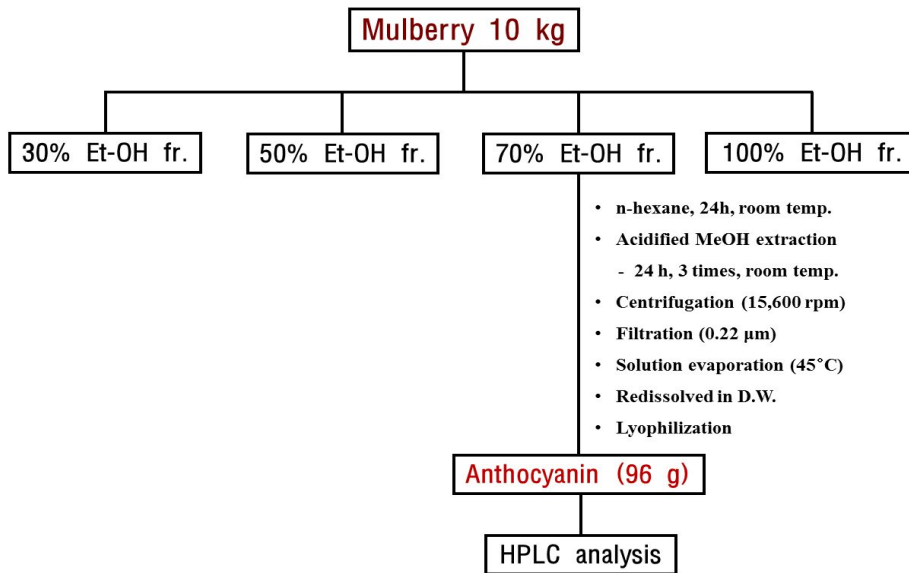 Mulberry 10 kg
30% Et-OH fr.
50% Et-OH fr.
70% Et-OH fr.
100% Et-OH fr.
• n-hexane, 24h, room temp.
• Acidified MeOH extraction
- 24 h, 3 times, room temp.
• Centrifugation (15,600 rpm)
• Filtration (0.22 μm)
• Solution evaporation (45°C)
• Redissolved in D.W.
• Lyophilization
Anthocyanin (96 g)
HPLC analysis